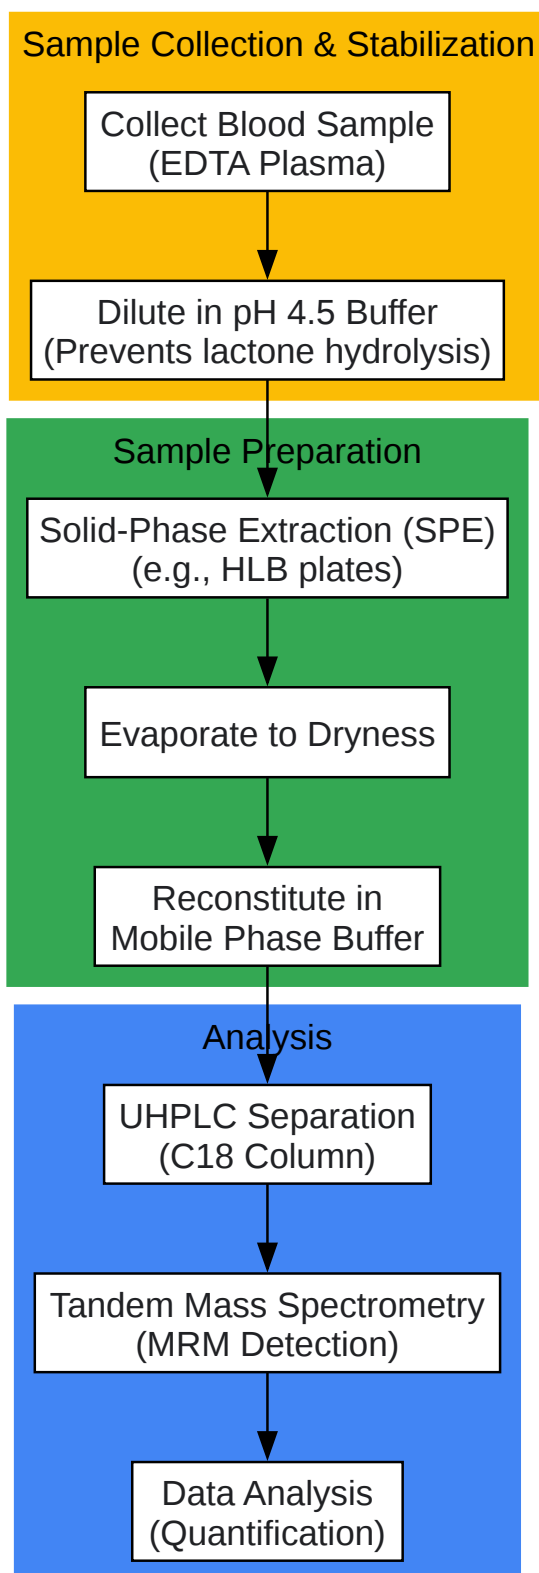 Sample Collection & Stabilization
Collect Blood Sample
(EDTA Plasma)
Dilute in pH 4.5 Buffer
(Prevents lactone hydrolysis)
Sample Preparation
Solid-Phase Extraction (SPE)
(e.g., HLB plates)
Evaporate to Dryness
Reconstitute in
Mobile Phase Buffer
Analysis
UHPLC Separation
(C18 Column)
Tandem Mass Spectrometry
(MRM Detection)
Data Analysis
(Quantification)